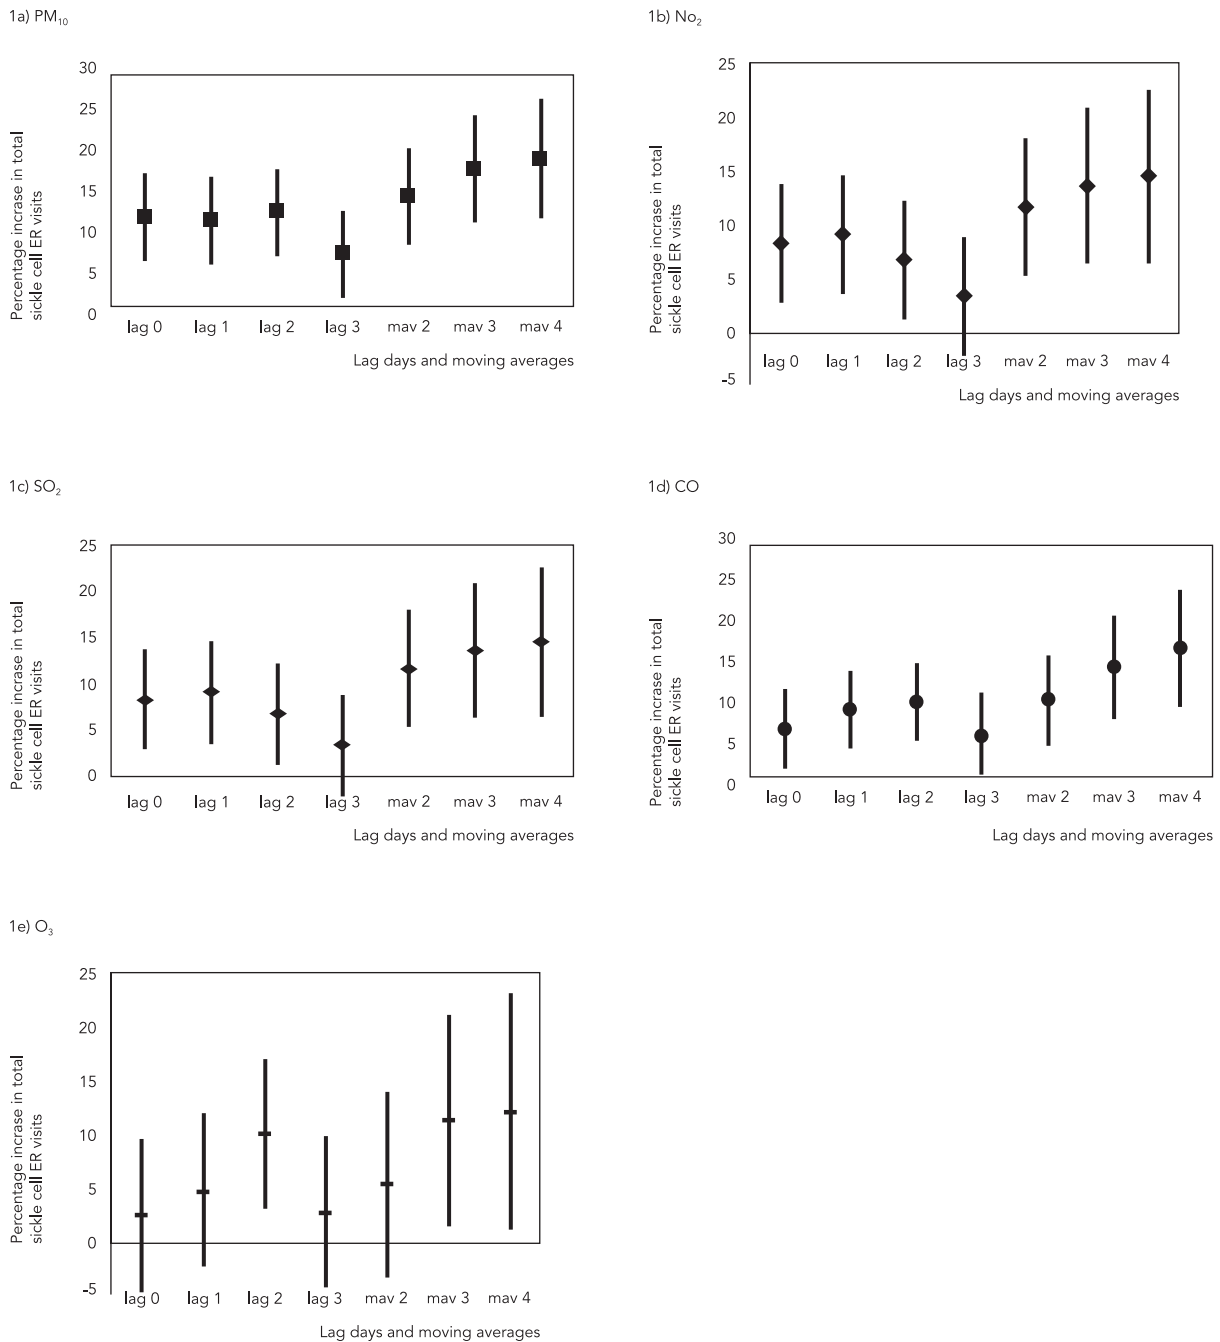 1a) PM10
Percentage increase in total
sickle cell ER visits
30
25
20
15
10
5
0
lag 0 lag 1 lag 2 lag 3 mav 2 mav 3 mav 4
Lag days and moving averages
1b) No2
Percentage increase in total
sickle cell ER visits
25
20
15
10
5
0
-5
lag 0 lag 1 lag 2 lag 3 mav 2 mav 3 mav 4
Lag days and moving averages
1c) SO2
Percentage incrase in total
sickle cell ER visits
25
20
15
10
5
0
lag 0 lag 1 lag 2 lag 3 mav 2 mav 3 mav 4
Lag days and moving averages
1d) CO
Percentage incrase in total
sickle cell ER visits
30
25
20
15
10
5
0
lag 0 lag 1 lag 2 lag 3 mav 2 mav 3 mav 4
Lag days and moving averages
1e) O3
Percentage increase in total
sickle cell ER visits
25
20
15
10
5
0
-5
lag 0 lag 1 lag 2 lag 3 mav 2 mav 3 mav 4
Lag days and moving averages